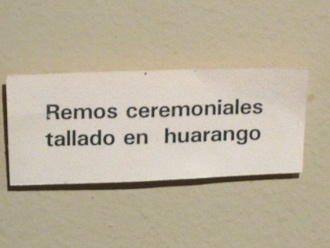 Remos ceremoniales
tallado en huarango